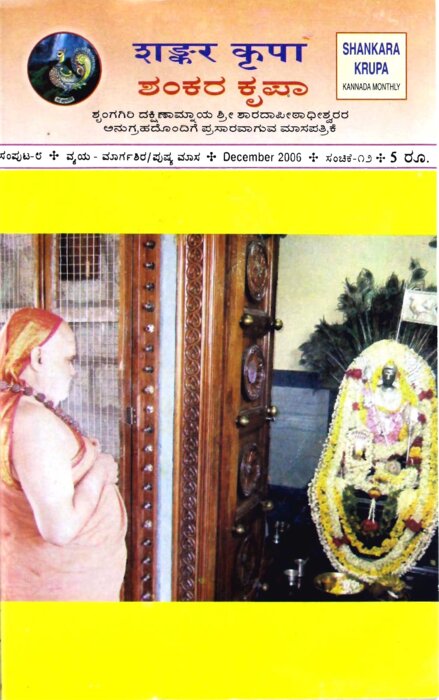 शङ्कर कृपा
ಶಂಕರ ಕೃಪಾ
SHANKARA
KRUPA
KANNADA MONTHLY
ಶೃಂಗಗಿರಿ ದಕ್ಷಿಣಾಮ್ನಾಯ ಶ್ರೀ ಶಾರದಾಪೀಠಾಧೀಶ್ವರರ
ಅನುಗ್ರಹದೊಂದಿಗೆ ಪ್ರಸಾರವಾಗುವ ಮಾಸಪತ್ರಿಕೆ
ಸಂಪುಟ-೮ ✣ ವ್ಯಯ - ಮಾರ್ಗಶಿರ/ಪುಷ್ಯ ಮಾಸ ✣ December 2006 ✣ ಸಂಚಿಕೆ-೧೨ ✣ 5 ರೂ.